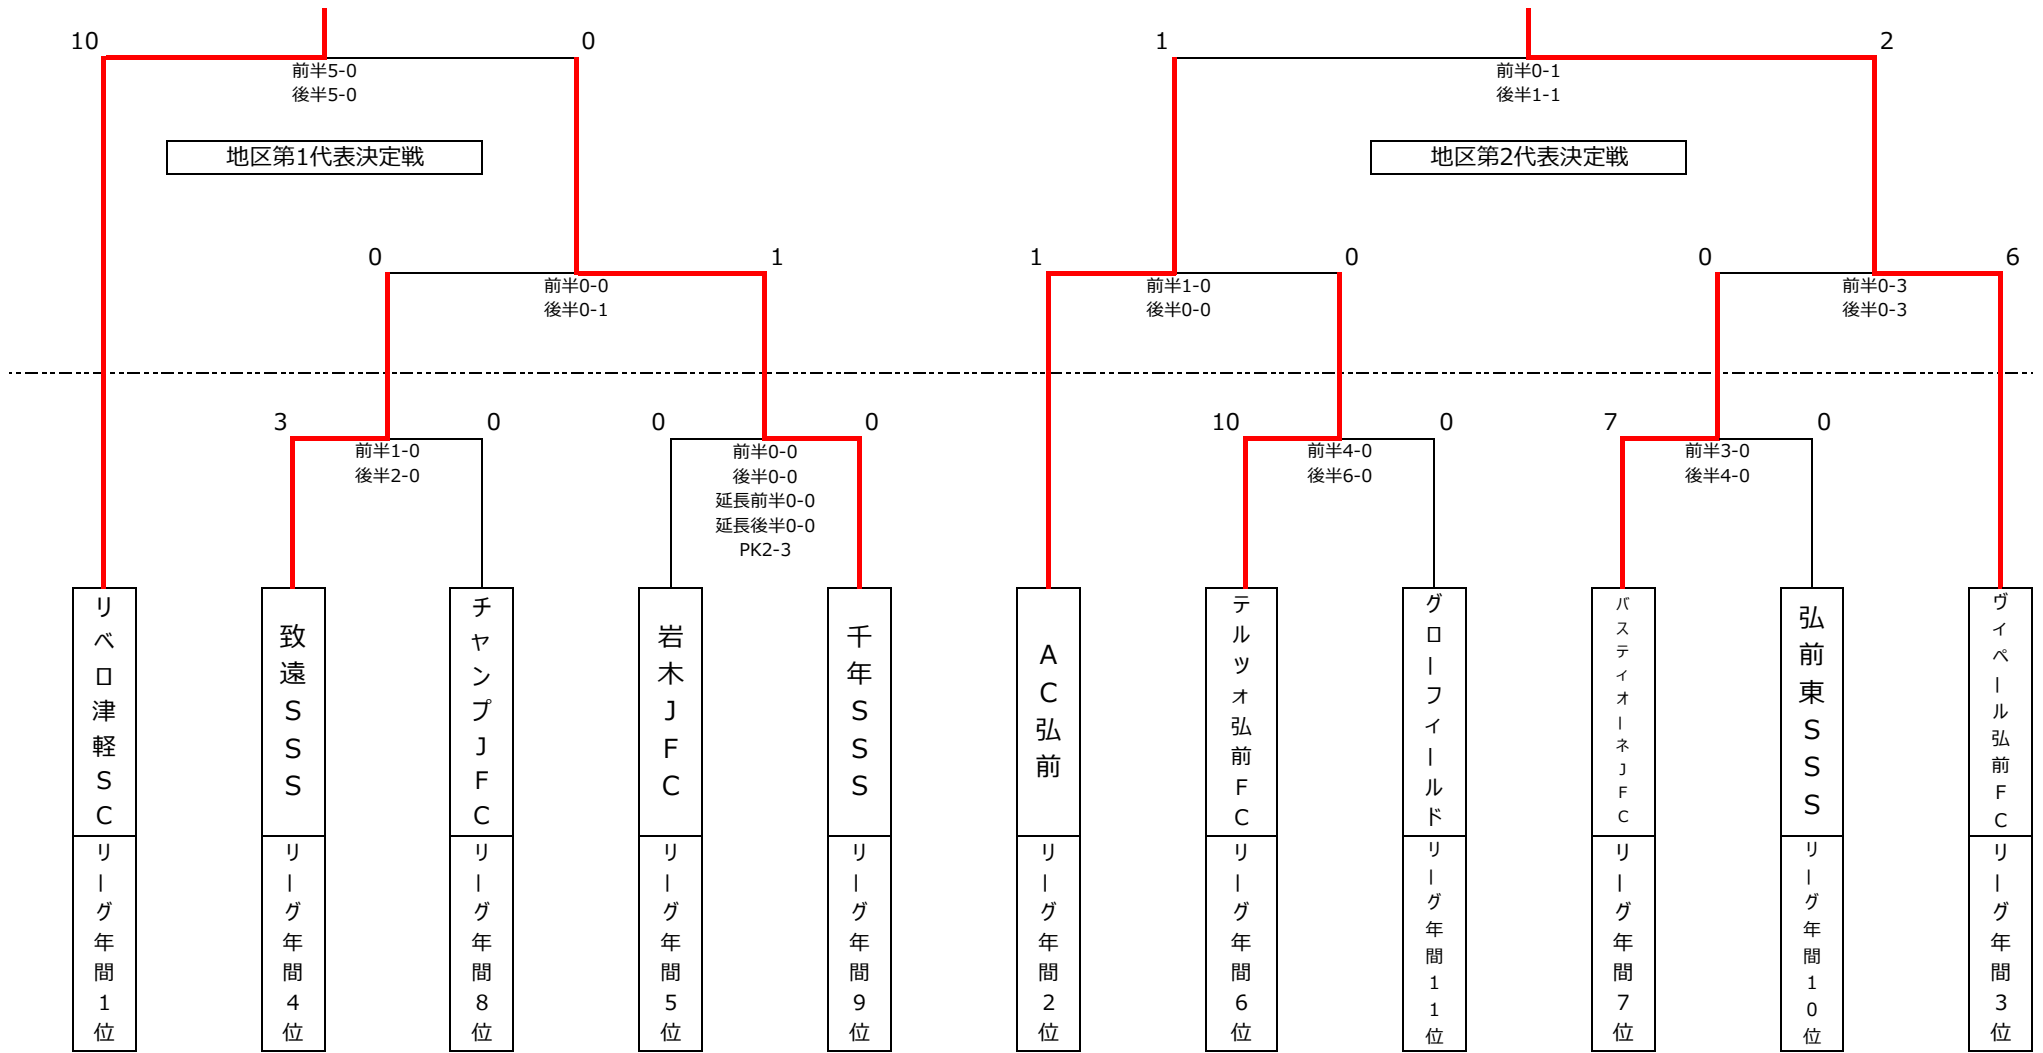 10 0 1 2
前半5-0
後半5-0
前半0-1
後半1-1
地区第1代表決定戦
地区第2代表決定戦
0 1 1 0 0 6
前半0-0
後半0-1
前半1-0
後半0-0
前半0-3
後半0-3
3 0 0 0 10 0 7 0
前半1-0
後半2-0
前半0-0
後半0-0
延長前半0-0
延長後半0-0
PK2-3
前半4-0
後半6-0
前半3-0
後半4-0
リベロ津軽SC
致遠SSS
チャンプJFC
岩木JFC
千年SSS
AC弘前
テルツォ弘前FC
グローフィールド
バスティオーネJFC
弘前東SSS
ヴィペール弘前FC
リーグ年間1位
リーグ年間4位
リーグ年間8位
リーグ年間5位
リーグ年間9位
リーグ年間2位
リーグ年間6位
リーグ年間11位
リーグ年間7位
リーグ年間10位
リーグ年間3位